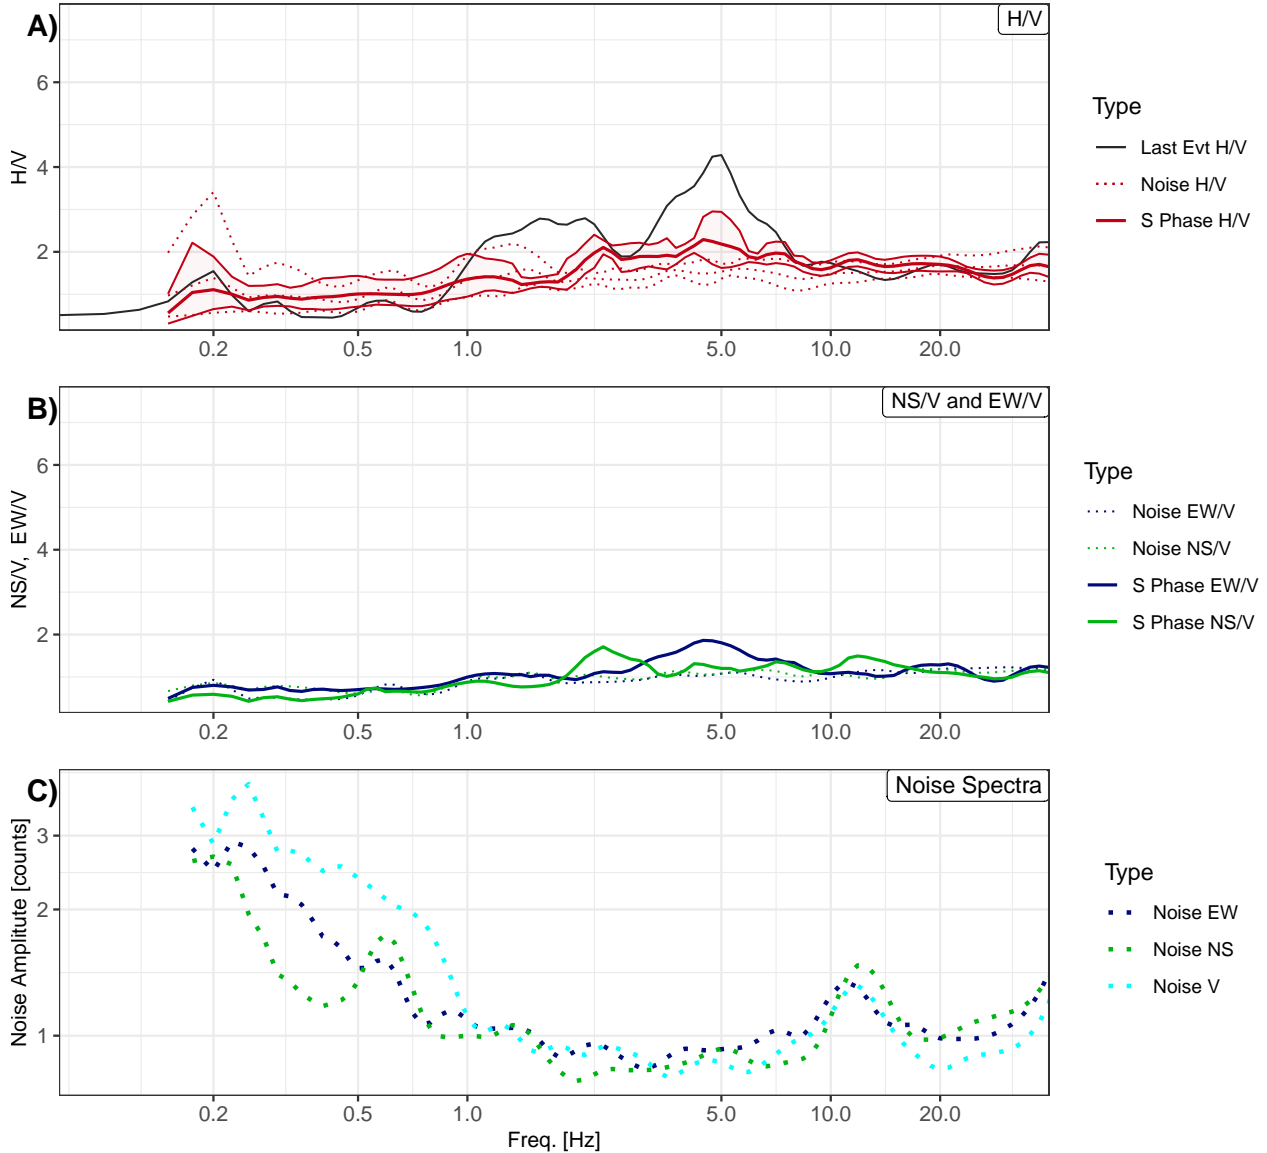 A)
H/V
6
4
2
H/V
0.2 0.5 1.0 5.0 10.0 20.0
Type
Last Evt H/V
Noise H/V
S Phase H/V
B)
NS/V and EW/V
6
4
2
NS/V, EW/V
0.2 0.5 1.0 5.0 10.0 20.0
Type
Noise EW/V
Noise NS/V
S Phase EW/V
S Phase NS/V
C)
Noise Spectra
3
2
1
Noise Amplitute [counts]
0.2 0.5 1.0 5.0 10.0 20.0
Freq. [Hz]
Type
Noise EW
Noise NS
Noise V